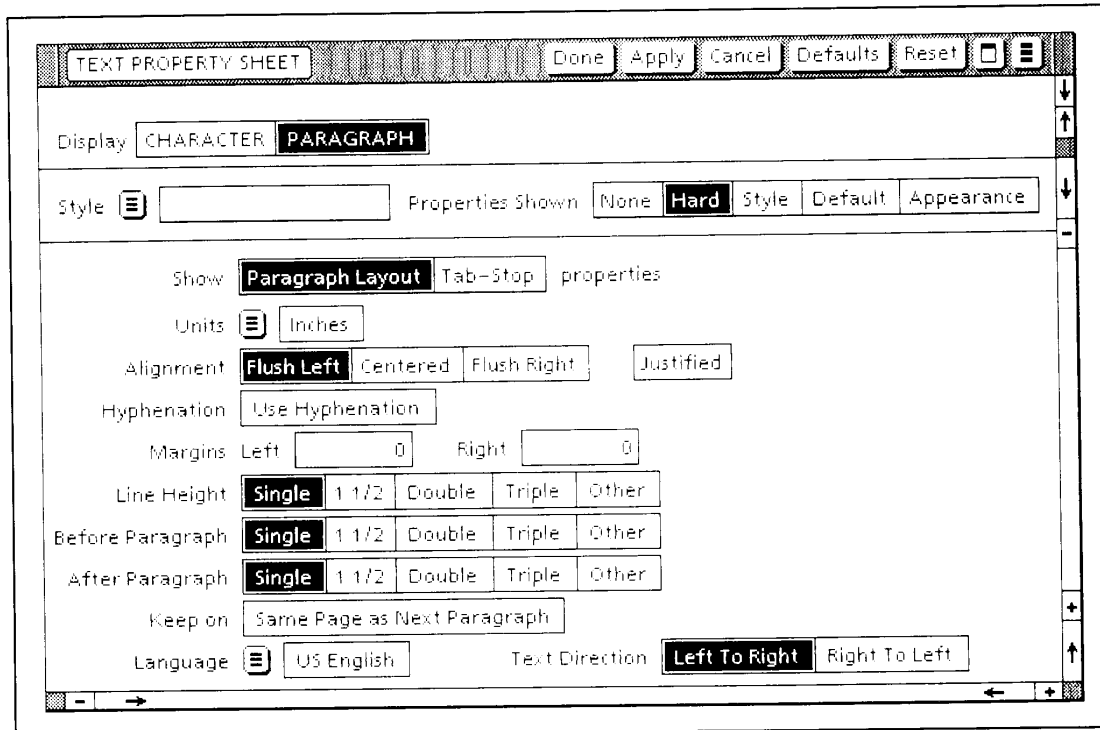 TEXT PROPERTY SHEET Done Apply Cancel Defaults Reset
Display CHARACTER PARAGRAPH
Style Properties Shown None Hard Style Default Appearance
Show Paragraph Layout Tab-Stop properties
Units Inches
Alignment Flush Left Centered Flush Right Justified
Hyphenation Use Hyphenation
Margins Left 0 Right 0
Line Height Single 1 1/2 Double Triple Other
Before Paragraph Single 1 1/2 Double Triple Other
After Paragraph Single 1 1/2 Double Triple Other
Keep on Same Page as Next Paragraph
Language US English Text Direction Left To Right Right To Left